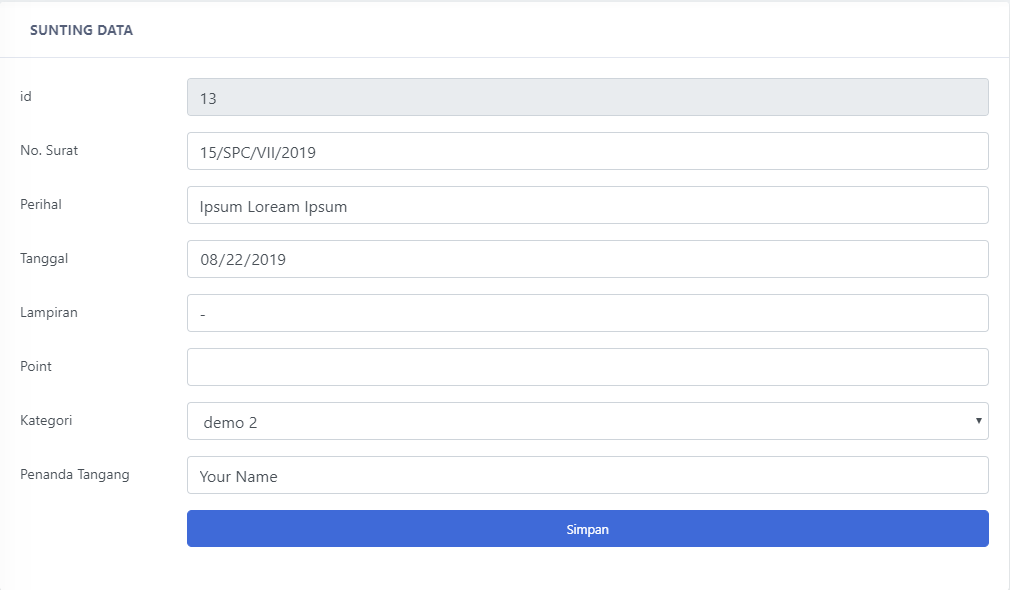 SUNTING DATA
id
13
No. Surat
15/SPC/VII/2019
Perihal
Ipsum Loream Ipsum
Tanggal
08/22/2019
Lampiran
-
Point
Kategori
demo 2
Penanda Tangang
Your Name
Simpan